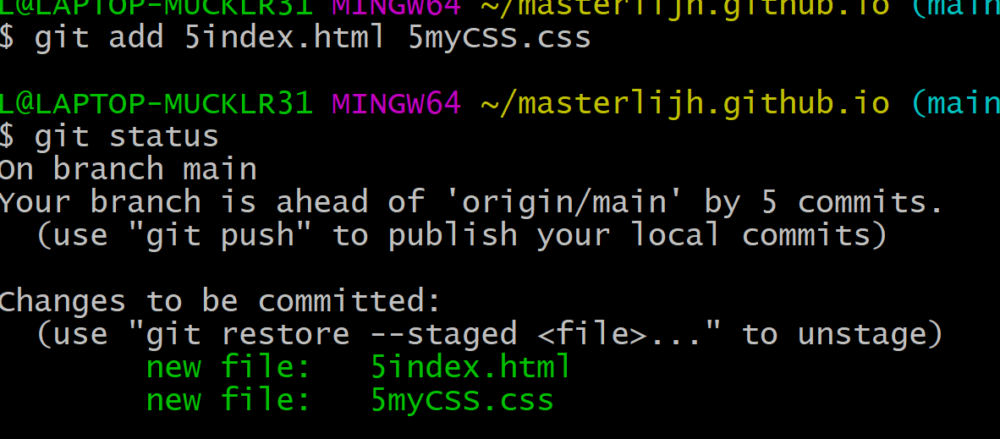 L@LAPTOP-MUCKLR31 MINGW64 ~/masterlijh.github.io (main
$ git add 5index.html 5myCSS.css
L@LAPTOP-MUCKLR31 MINGW64 ~/masterlijh.github.io (main
$ git status
On branch main
Your branch is ahead of 'origin/main' by 5 commits.
(use "git push" to publish your local commits)
Changes to be committed:
(use "git restore --staged <file>..." to unstage)
new file: 5index.html
new file: 5myCSS.css